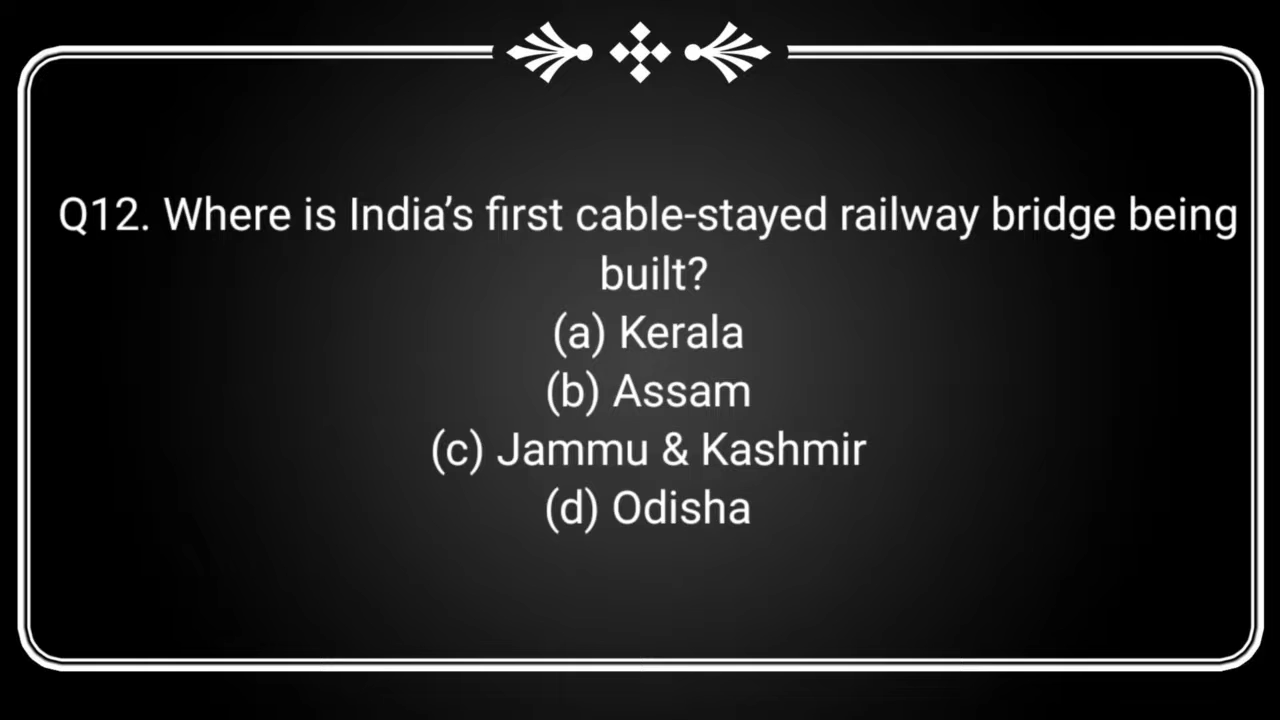 Q12. Where is India’s first cable-stayed railway bridge being
built?
(a) Kerala
(b) Assam
(c) Jammu & Kashmir
(d) Odisha